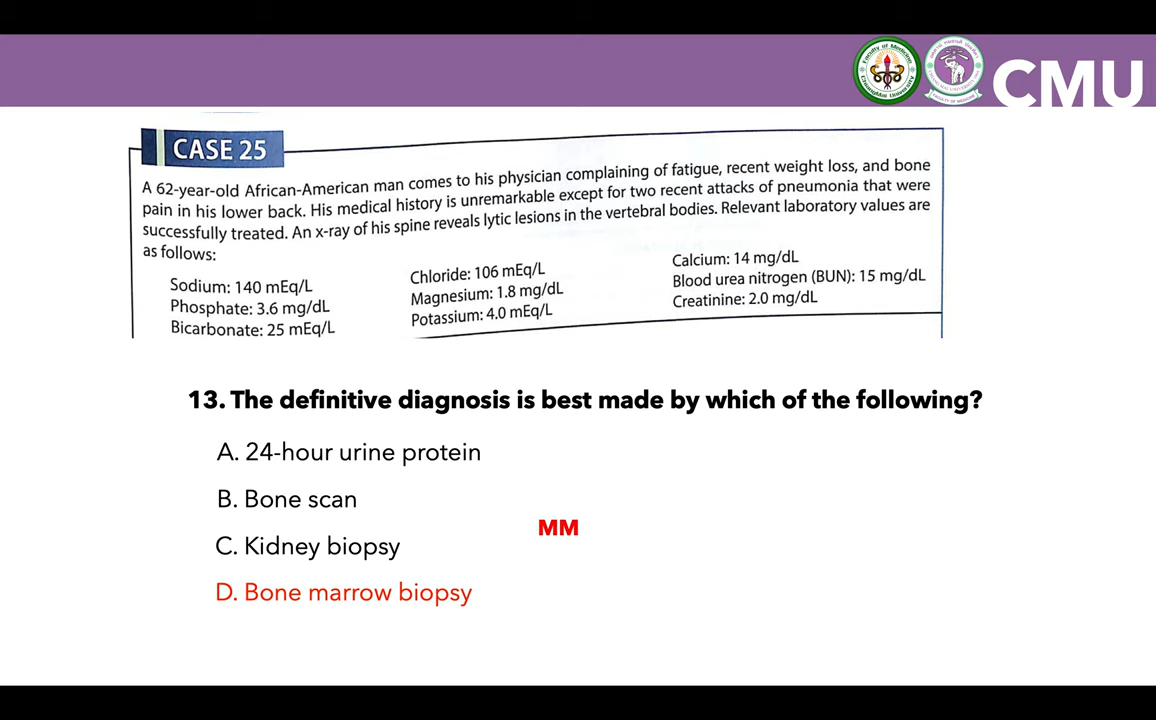 CMU
CASE 25
A 62-year-old African-American man comes to his physician complaining of fatigue, recent weight loss, and bone
pain in his lower back. His medical history is unremarkable except for two recent attacks of pneumonia that were
successfully treated. An x-ray of his spine reveals lytic lesions in the vertebral bodies. Relevant laboratory values are
as follows:
Sodium: 140 mEq/L
Phosphate: 3.6 mg/dL
Bicarbonate: 25 mEq/L
Chloride: 106 mEq/L
Magnesium: 1.8 mg/dL
Potassium: 4.0 mEq/L
Calcium: 14 mg/dL
Blood urea nitrogen (BUN): 15 mg/dL
Creatinine: 2.0 mg/dL
13. The definitive diagnosis is best made by which of the following?
A. 24-hour urine protein
B. Bone scan
C. Kidney biopsy
MM
D. Bone marrow biopsy